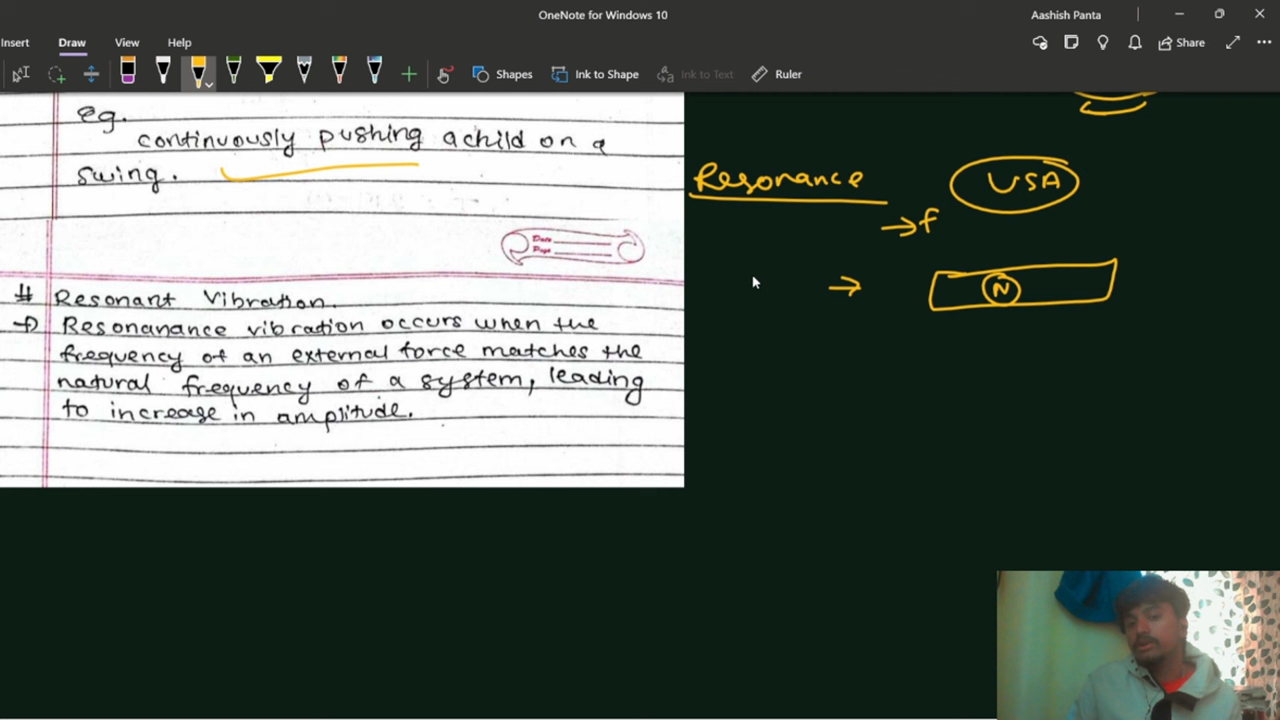 OneNote for Windows 10
Aashish Panta
Insert Draw View Help
Share
Shapes Ink to Shape Ink to Text Ruler
eg.
continuously pushing a child on a
swing.
Date
Page
# Resonant Vibration.
→ Resonanance vibration occurs when the
frequency of an external force matches the
natural frequency of a system, leading
to increase in amplitude.
Resonance
USA
→f
→
N